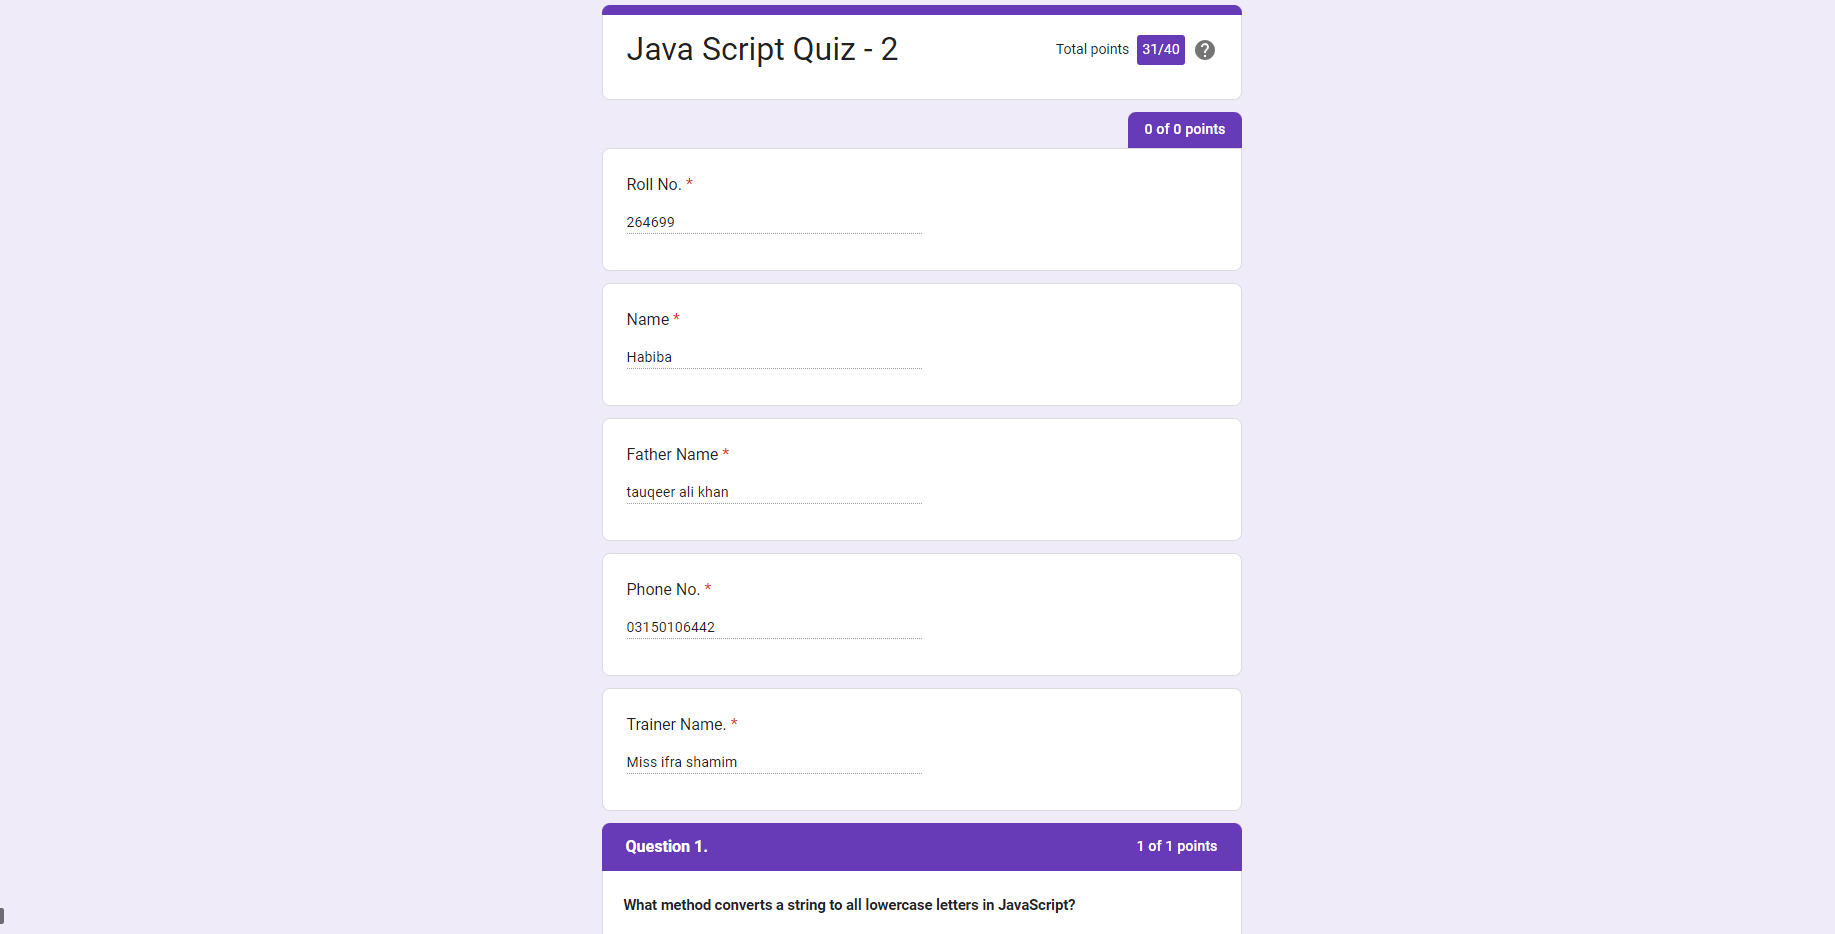 Java Script Quiz - 2
Total points 31/40
0 of 0 points
Roll No. *
264699
Name *
Habiba
Father Name *
tauqeer ali khan
Phone No. *
03150106442
Trainer Name. *
Miss ifra shamim
Question 1.
1 of 1 points
What method converts a string to all lowercase letters in JavaScript?